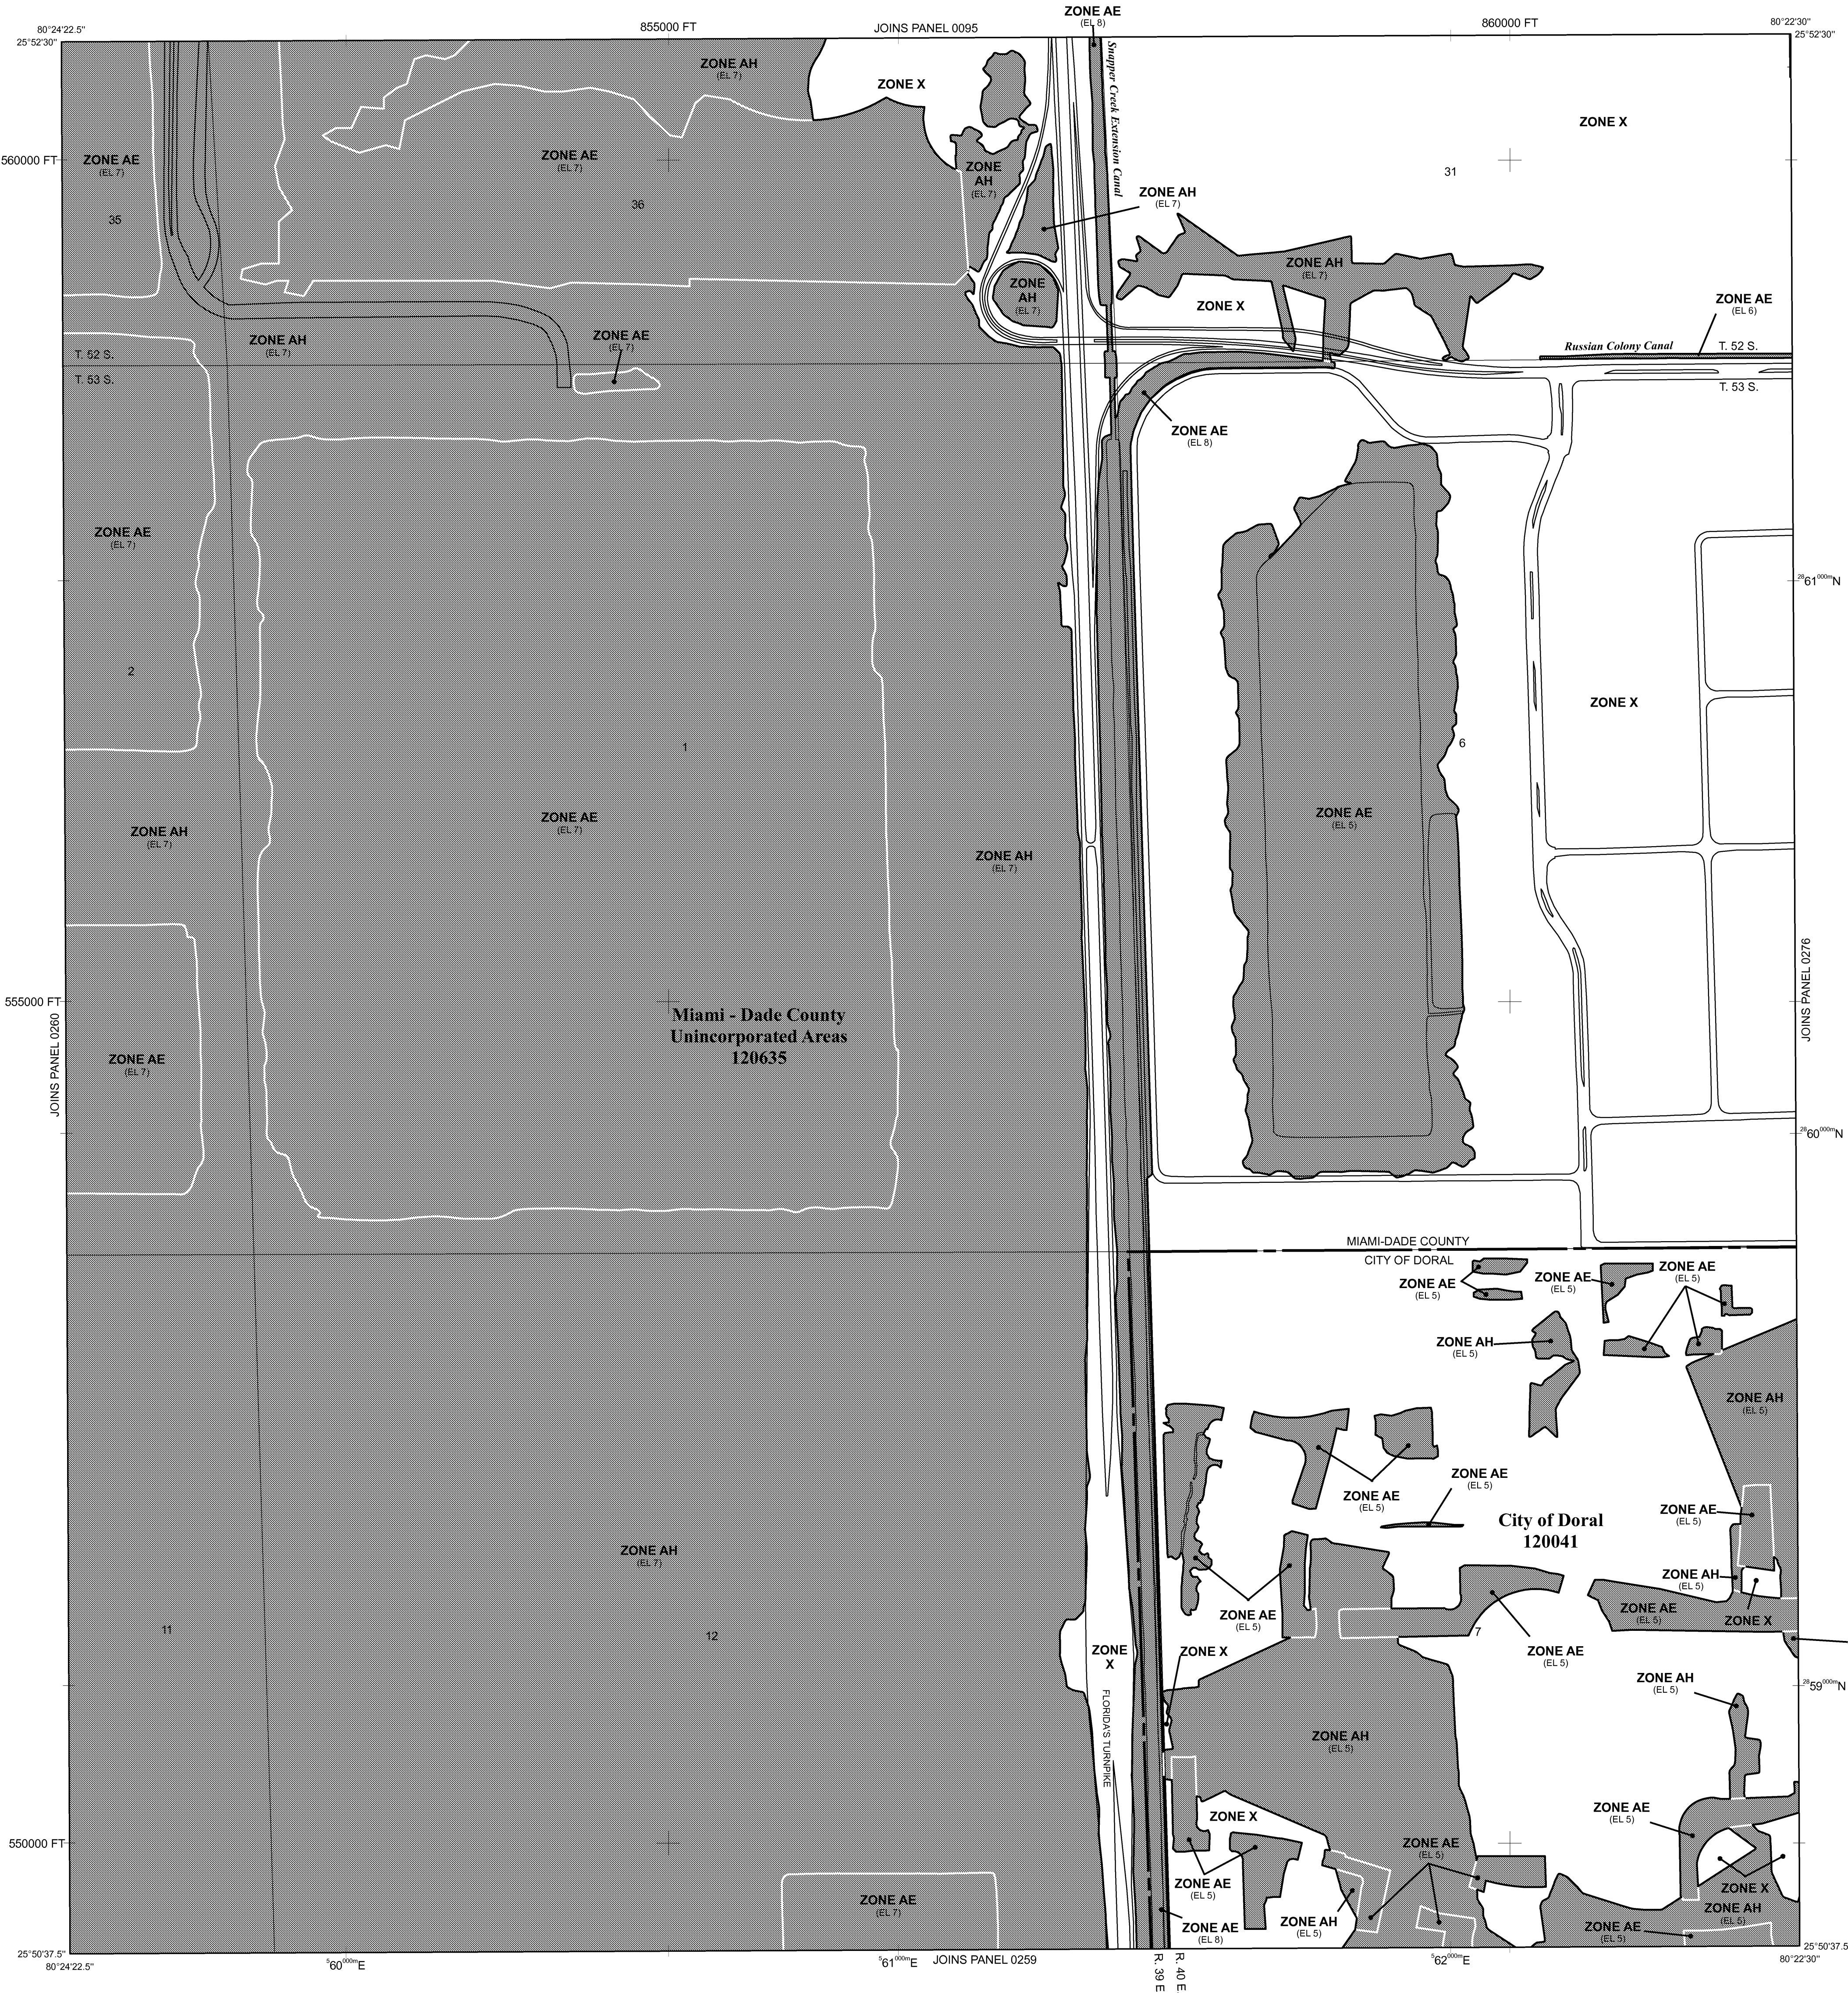 ZONE AE
(EL 8)
80°24'22.5"
855000 FT
JOINS PANEL 0095
860000 FT
80°22'30"
25°52'30"
25°52'30"
ZONE AH
(EL 7)
ZONE X
Snapper Creek Extension Canal
ZONE X
560000 FT
ZONE AE
(EL 7)
ZONE AE
(EL 7)
ZONE
AH
(EL 7)
31
35
36
ZONE AH
(EL 7)
ZONE AH
(EL 7)
ZONE
AH
(EL 7)
ZONE X
ZONE AE
(EL 6)
ZONE AH
(EL 7)
ZONE AE
(EL 7)
Russian Colony Canal
T. 52 S.
T. 52 S.
T. 53 S.
T. 53 S.
ZONE AE
(EL 8)
ZONE AE
(EL 7)
2861000mN
2
1
6
ZONE X
ZONE AH
(EL 7)
ZONE AE
(EL 7)
ZONE AH
(EL 7)
ZONE AE
(EL 5)
JOINS PANEL 0276
555000 FT
JOINS PANEL 0260
Miami - Dade County
Unincorporated Areas
120635
ZONE AE
(EL 7)
2860000mN
MIAMI-DADE COUNTY
CITY OF DORAL
ZONE AE
(EL 5)
ZONE AE
(EL 5)
ZONE AE
(EL 5)
ZONE AH
(EL 5)
ZONE AH
(EL 5)
ZONE AE
(EL 5)
ZONE AE
(EL 5)
City of Doral
120041
ZONE AE
(EL 5)
ZONE AH
(EL 7)
ZONE AH
(EL 5)
ZONE AE
(EL 5)
ZONE AE
(EL 5)
ZONE X
11
12
7
ZONE
X
ZONE X
ZONE AE
(EL 5)
ZONE AH
(EL 5)
2859000mN
FLORIDA'S TURNPIKE
ZONE AH
(EL 5)
ZONE X
ZONE AE
(EL 5)
550000 FT
ZONE AE
(EL 5)
ZONE AE
(EL 5)
ZONE X
ZONE AE
(EL 7)
ZONE AH
(EL 5)
ZONE AE
(EL 8)
ZONE AH
(EL 5)
ZONE AE
(EL 5)
25°50'37.5"
25°50'37.5"
80°24'22.5"
560000mE
561000mE
JOINS PANEL 0259
R. 39 E.
R. 40 E.
562000mE
80°22'30"